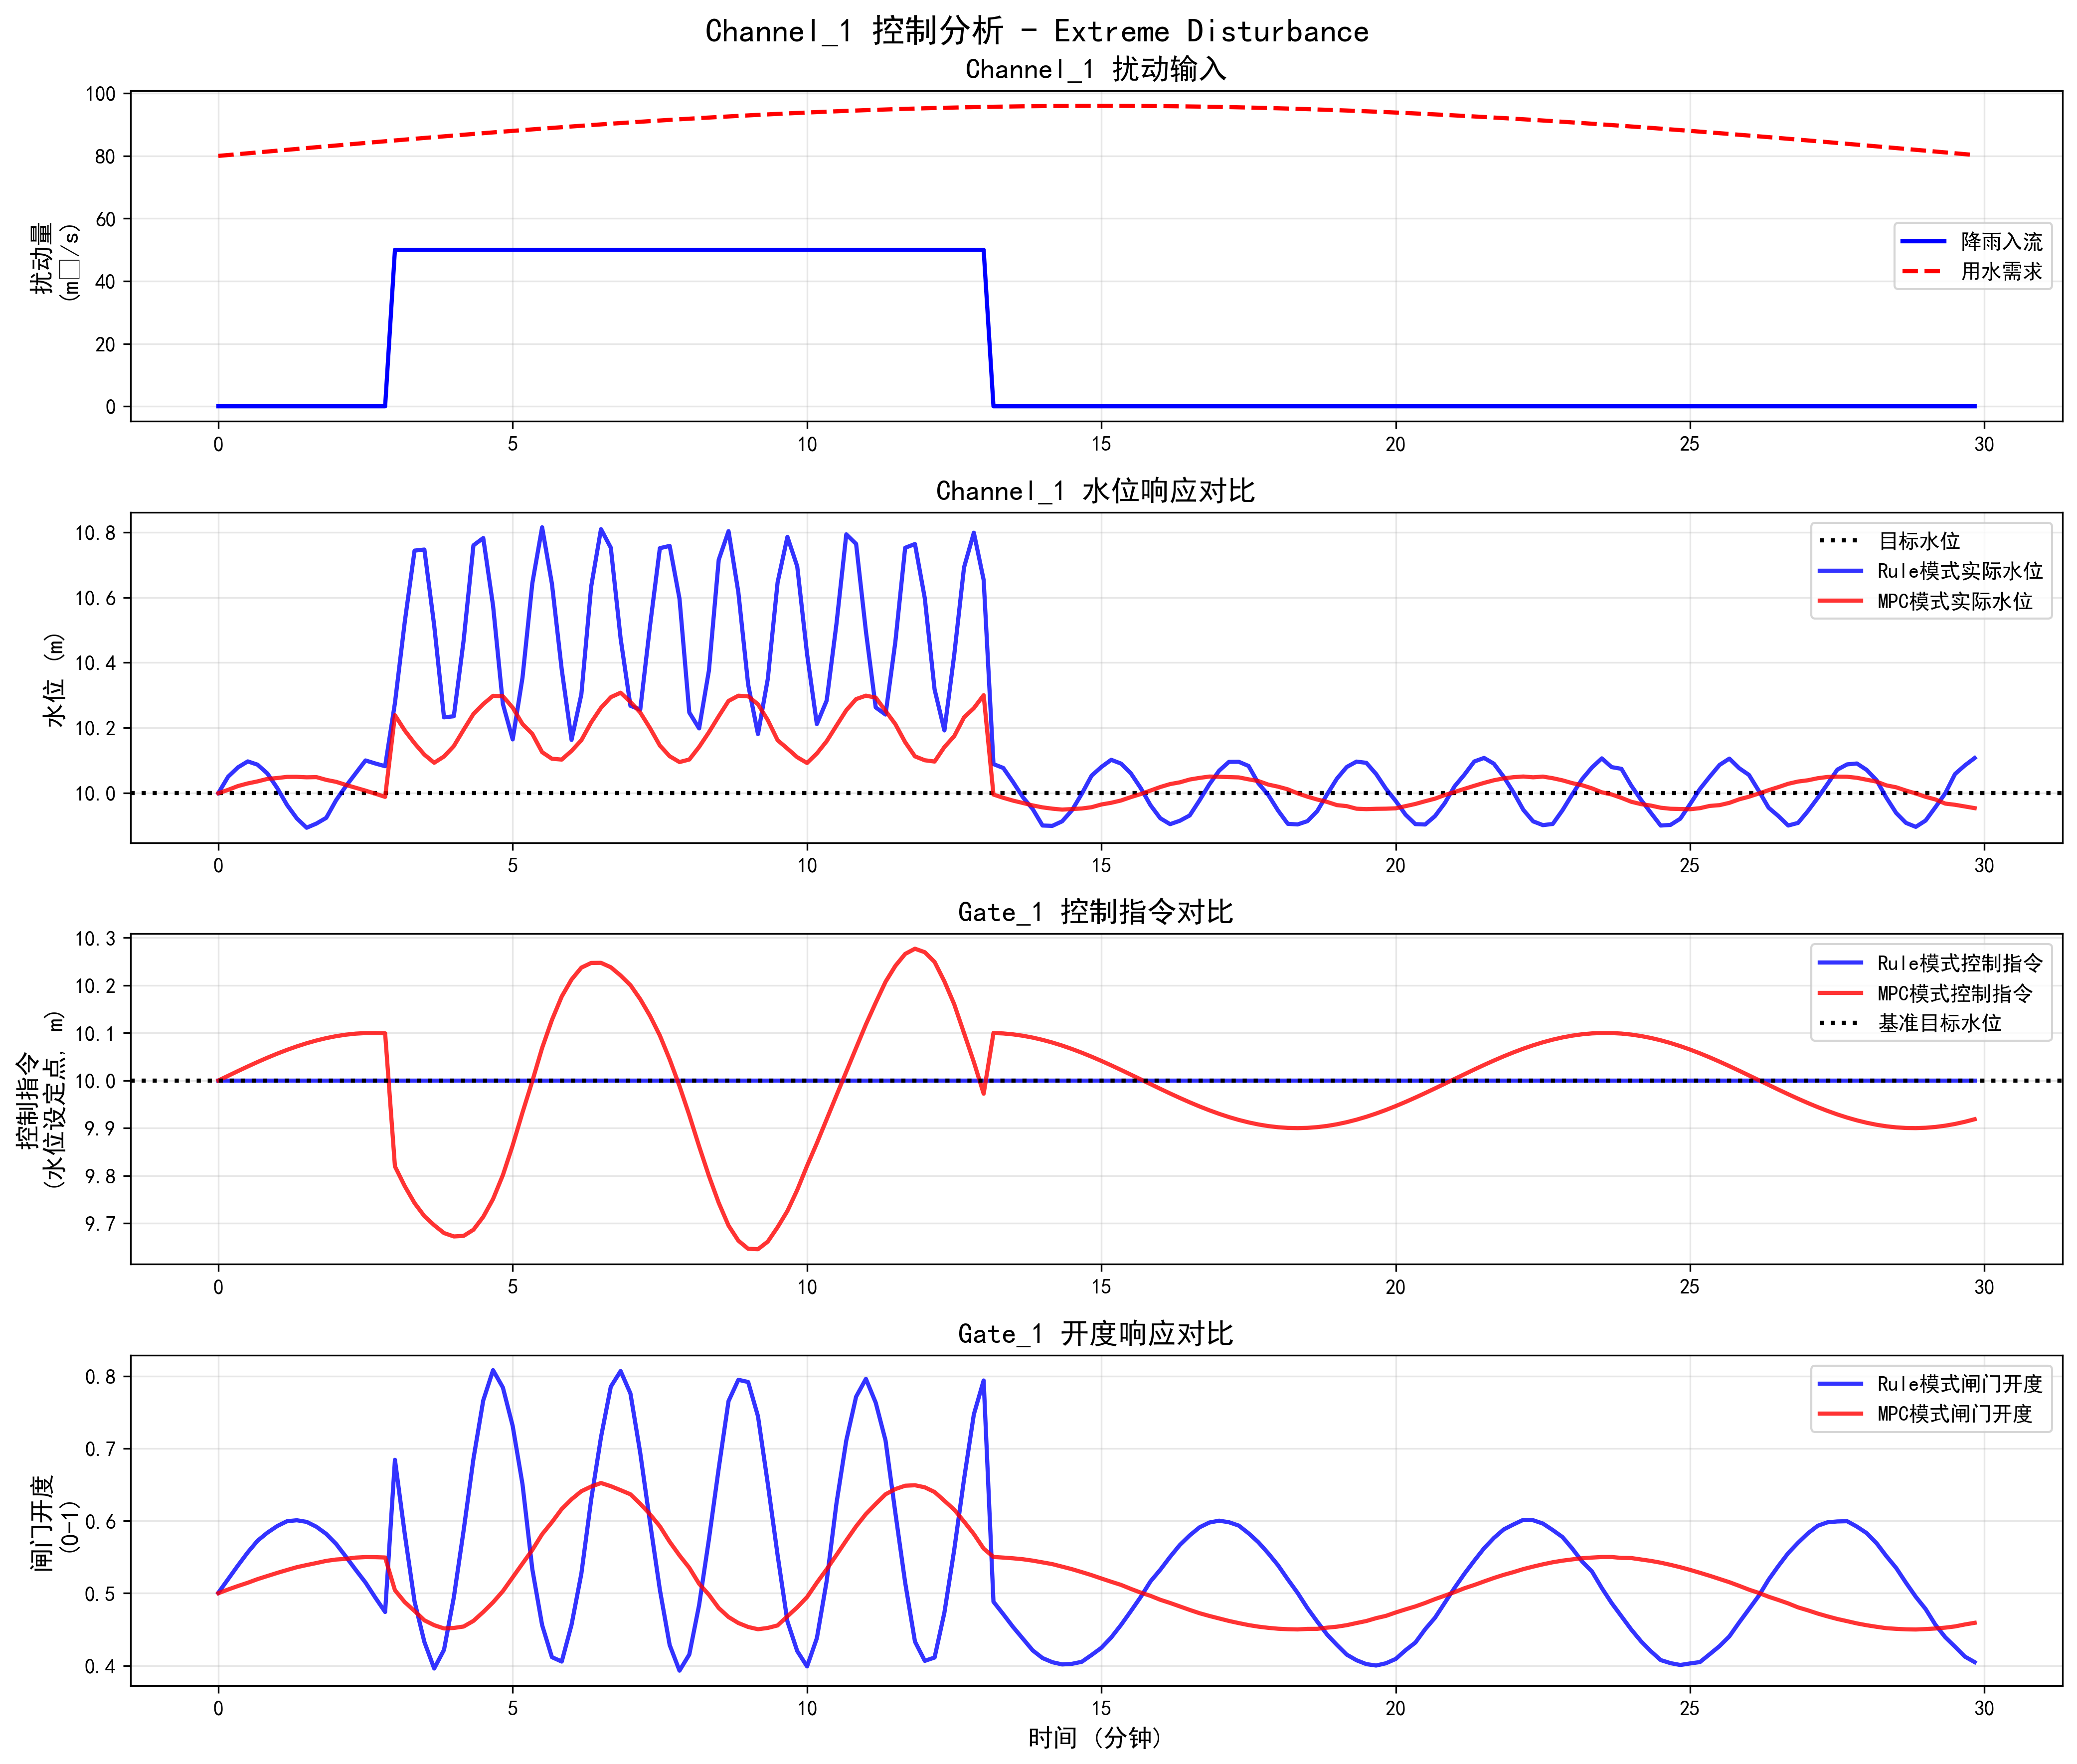 Channel_1 控制分析 - Extreme Disturbance
Channel_1 扰动输入
扰动量
(m□/s)
100
80
60
40
20
0
降雨入流
用水需求
0 5 10 15 20 25 30
Channel_1 水位响应对比
水位 (m)
10.8
10.6
10.4
10.2
10.0
目标水位
Rule模式实际水位
MPC模式实际水位
0 5 10 15 20 25 30
Gate_1 控制指令对比
控制指令
(水位设定点, m)
10.3
10.2
10.1
10.0
9.9
9.8
9.7
Rule模式控制指令
MPC模式控制指令
基准目标水位
0 5 10 15 20 25 30
Gate_1 开度响应对比
闸门开度
(0-1)
0.8
0.7
0.6
0.5
0.4
Rule模式闸门开度
MPC模式闸门开度
0 5 10 15 20 25 30
时间 (分钟)